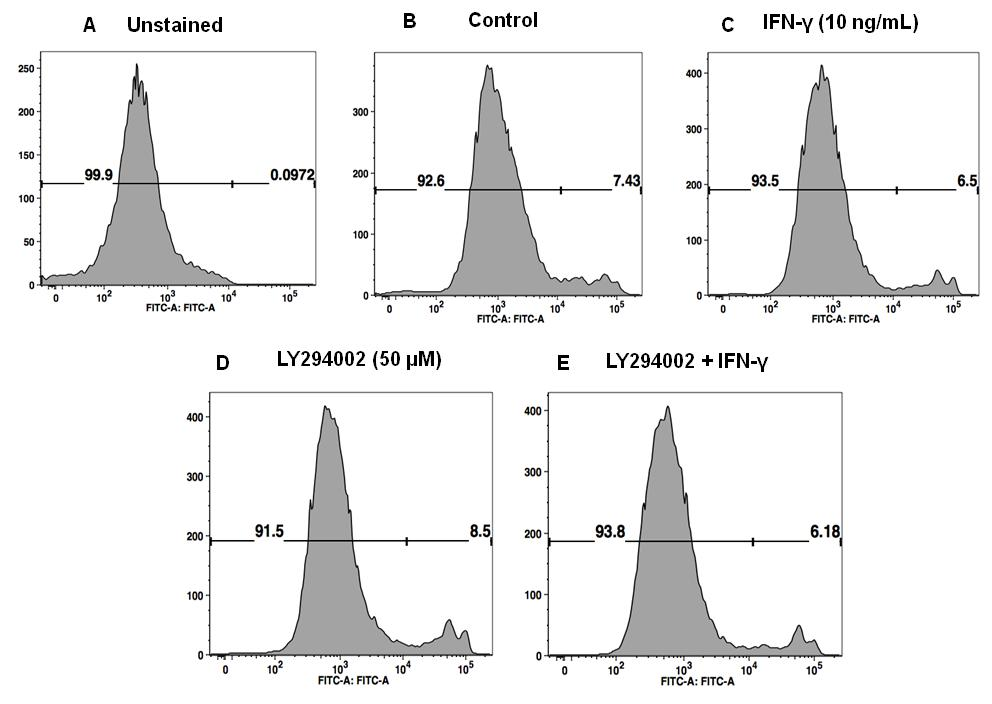 A Unstained
250
200
150
100
50
0
99.9 0.0972
0 10² 10³ 10⁴ 10⁵
FITC-A: FITC-A
B Control
300
200
100
0
92.6 7.43
0 10² 10³ 10⁴ 10⁵
FITC-A: FITC-A
C IFN-γ (10 ng/mL)
400
300
200
100
0
93.5 6.5
0 10² 10³ 10⁴ 10⁵
FITC-A: FITC-A
D LY294002 (50 µM)
400
300
200
100
0
91.5 8.5
0 10² 10³ 10⁴ 10⁵
FITC-A: FITC-A
E LY294002 + IFN-γ
400
300
200
100
0
93.8 6.18
0 10² 10³ 10⁴ 10⁵
FITC-A: FITC-A